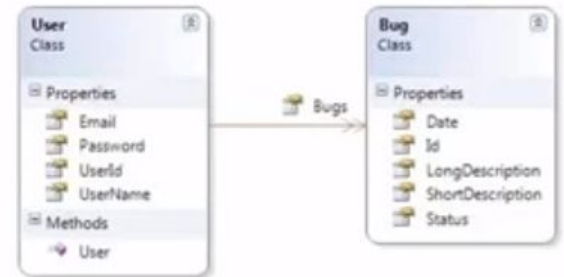 User
Class
Properties
Email
Password
UserId
UserName
Methods
User
Bugs
Bug
Class
Properties
Date
Id
LongDescription
ShortDescription
Status